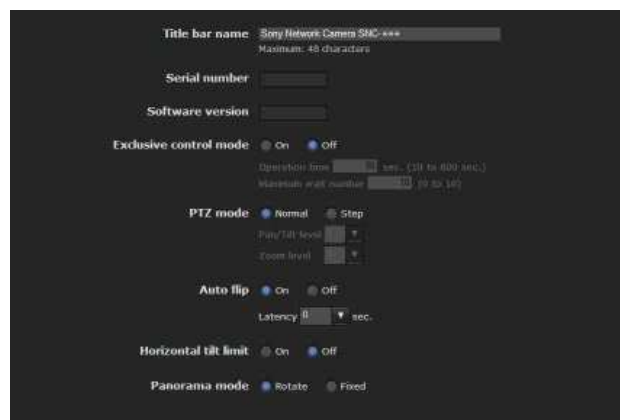 Title bar name Sony Network Camera SNC-***
Maximum: 48 characters
Serial number
Software version
Exclusive control mode On Off
Operation time sec. (10 to 600 sec.)
Maximum wait number (0 to 10)
PTZ mode Normal Step
Pan/Tilt level
Zoom level
Auto flip On Off
Latency 0 sec.
Horizontal tilt limit On Off
Panorama mode Rotate Fixed